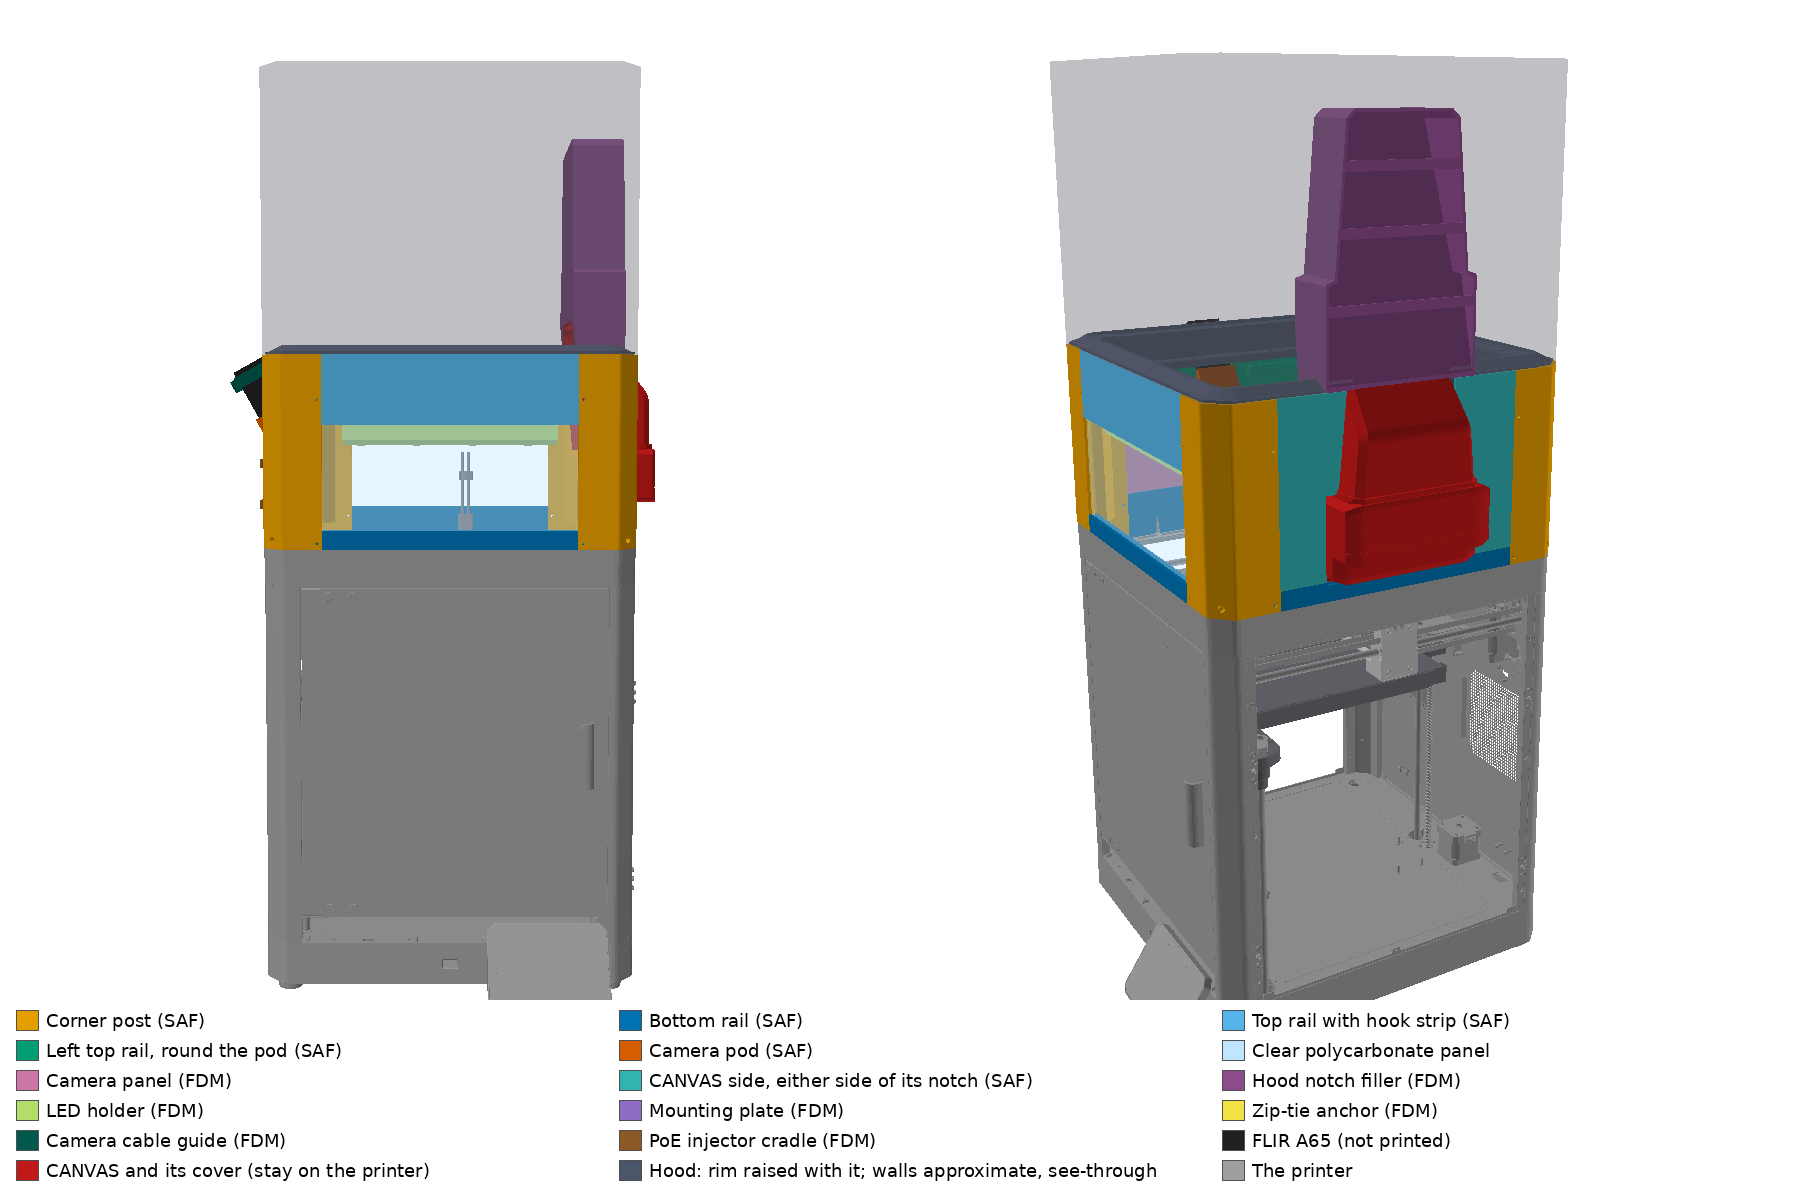 Corner post (SAF)
Bottom rail (SAF)
Top rail with hook strip (SAF)
Left top rail, round the pod (SAF)
Camera pod (SAF)
Clear polycarbonate panel
Camera panel (FDM)
CANVAS side, either side of its notch (SAF)
Hood notch filler (FDM)
LED holder (FDM)
Mounting plate (FDM)
Zip-tie anchor (FDM)
Camera cable guide (FDM)
PoE injector cradle (FDM)
FLIR A65 (not printed)
CANVAS and its cover (stay on the printer)
Hood: rim raised with it; walls approximate, see-through
The printer